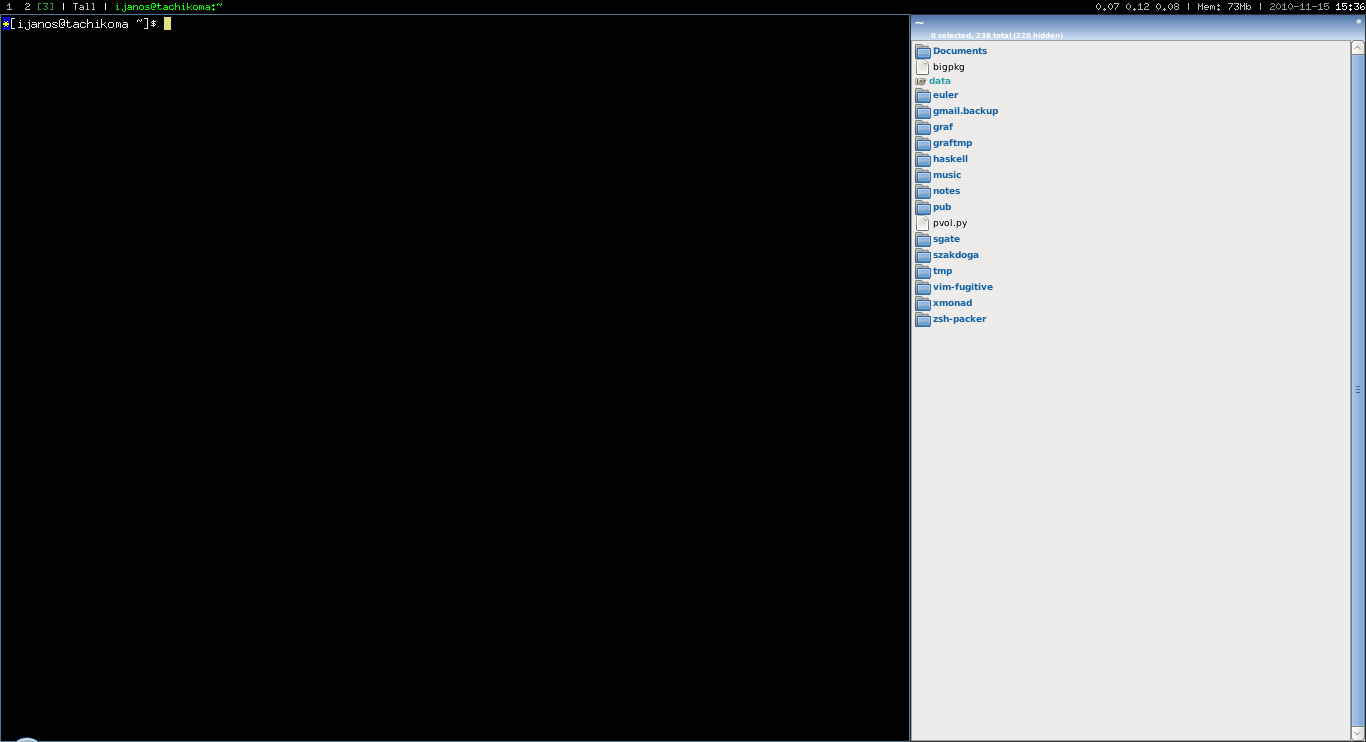 1 2 [3] | Tall | ijanos@tachikoma:~
0.07 0.12 0.08 | Mem: 73Mb | 2010-11-15 15:36
*[ijanos@tachikoma ~]$
~ *
0 selected, 238 total (220 hidden)
Documents
bigpkg
data
euler
gmail.backup
graf
graftmp
haskell
music
notes
pub
pvol.py
sgate
szakdoga
tmp
vim-fugitive
xmonad
zsh-packer